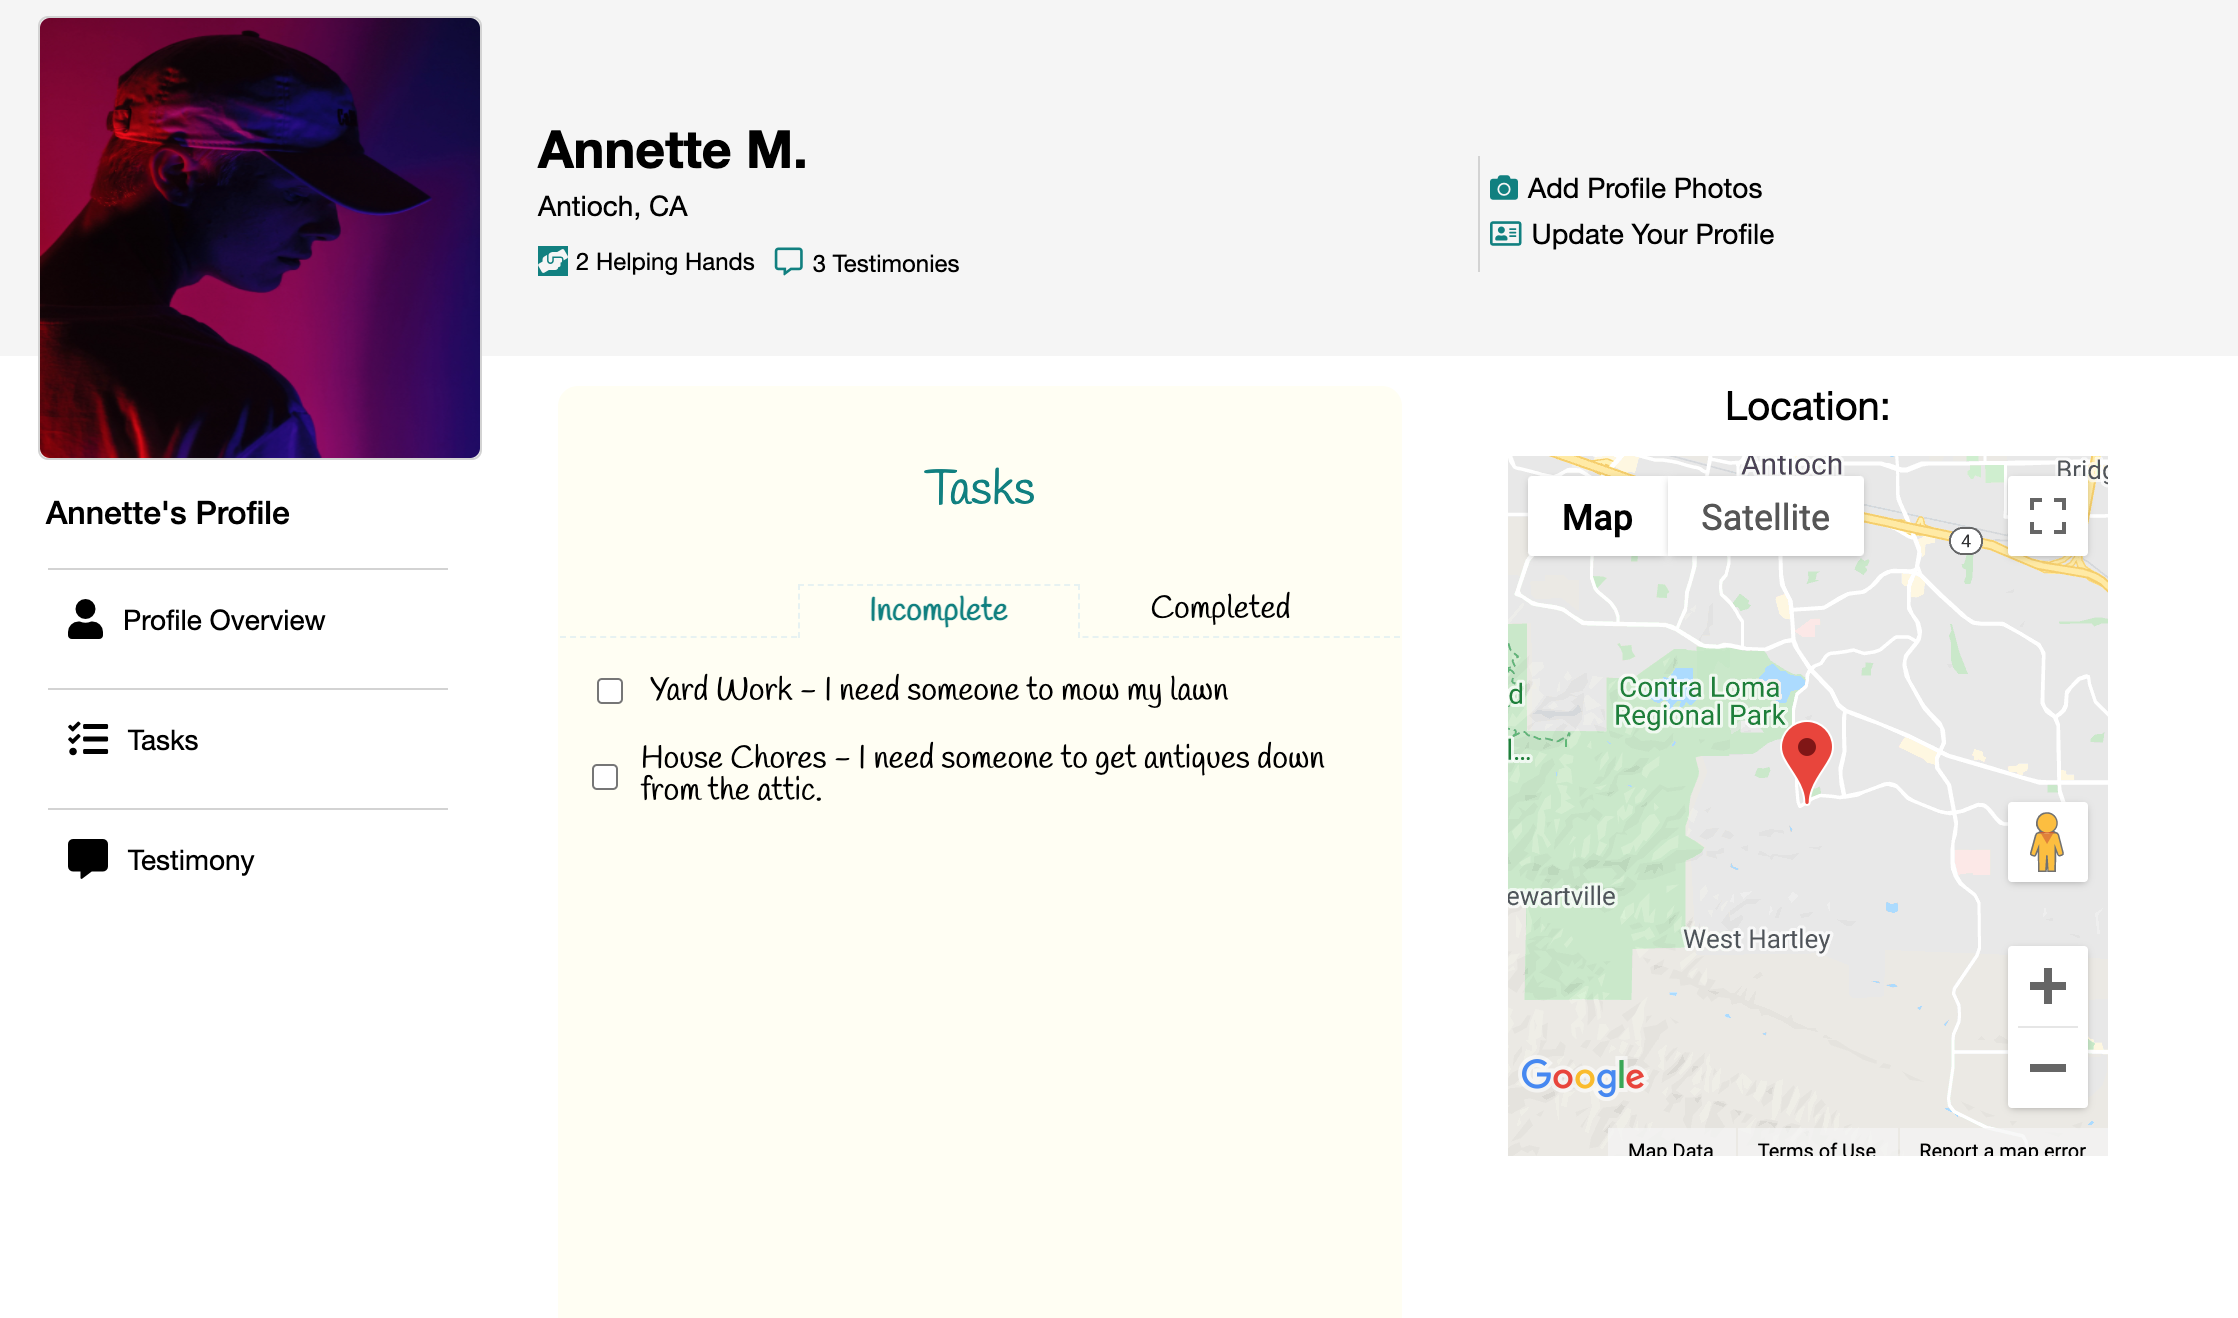 Annette M.
Antioch, CA
2 Helping Hands
3 Testimonies
Add Profile Photos
Update Your Profile
Annette's Profile
Profile Overview
Tasks
Testimony
Tasks
Incomplete
Completed
Yard Work - I need someone to mow my lawn
House Chores - I need someone to get antiques down
from the attic.
Location:
Antioch
Bridg
Map
Satellite
4
Contra Loma
Regional Park
d
l...
ewartville
West Hartley
Google
Map Data
Terms of Use
Report a map error